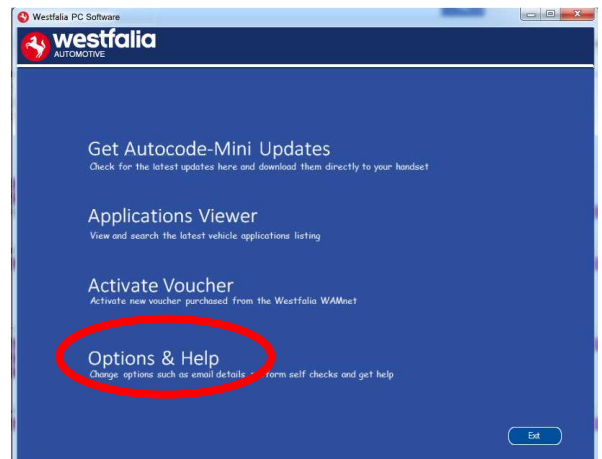 Westfalia PC Software
westfalia
AUTOMOTIVE
Get Autocode-Mini Updates
Check for the latest updates here and download them directly to your handset
Applications Viewer
View and search the latest vehicle applications listing
Activate Voucher
Activate new voucher purchased from the Westfalia WAMnet
Options & Help
Change options such as email details form self checks and get help
Exit